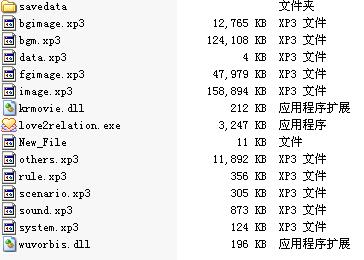 savedata 文件夹
bgimage.xp3 12,765 KB XP3 文件
bgm.xp3 124,108 KB XP3 文件
data.xp3 4 KB XP3 文件
fgimage.xp3 47,979 KB XP3 文件
image.xp3 158,894 KB XP3 文件
krmovie.dll 212 KB 应用程序扩展
love2relation.exe 3,247 KB 应用程序
New_File 11 KB 文件
others.xp3 11,892 KB XP3 文件
rule.xp3 356 KB XP3 文件
scenario.xp3 305 KB XP3 文件
sound.xp3 873 KB XP3 文件
system.xp3 124 KB XP3 文件
wuvorbis.dll 196 KB 应用程序扩展